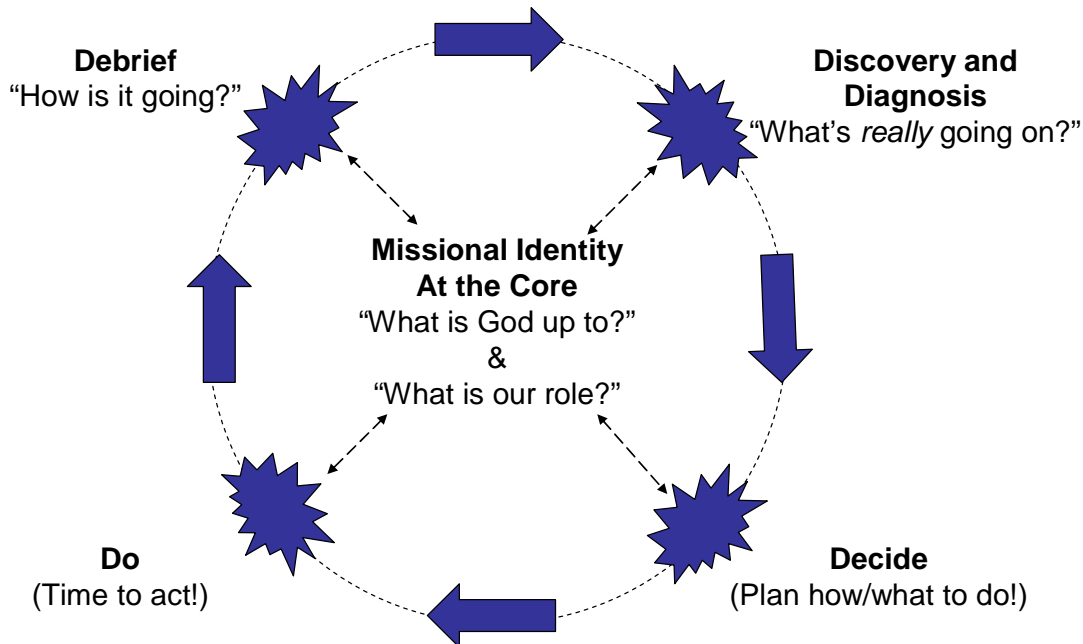 Debrief
“How is it going?”
Discovery and
Diagnosis
“What’s really going on?”
Missional Identity
At the Core
“What is God up to?”
&
“What is our role?”
Do
(Time to act!)
Decide
(Plan how/what to do!)